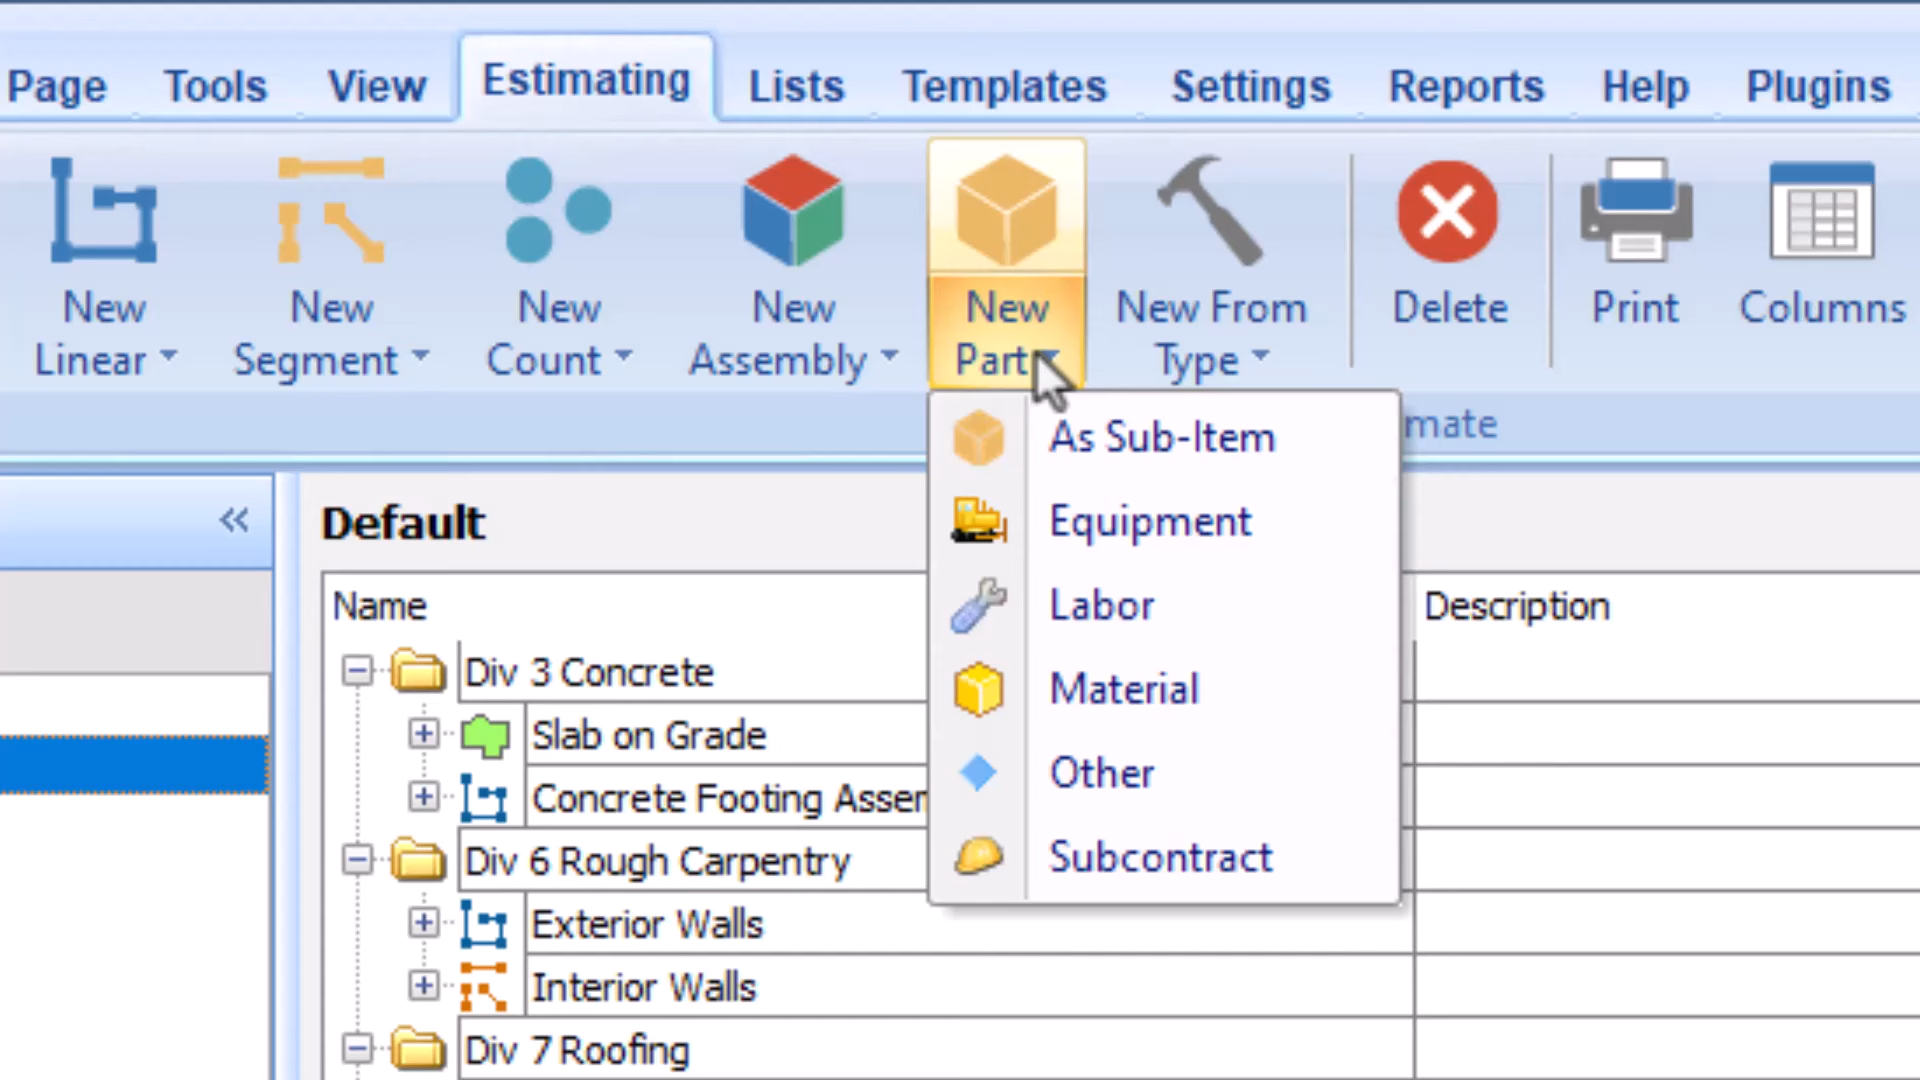 Page Tools View Estimating Lists Templates Settings Reports Help Plugins
New Linear
New Segment
New Count
New Assembly
New Part
New From Type
Delete
Print
Columns
mate
As Sub-Item
Equipment
Labor
Material
Other
Subcontract
Default
Name Description
Div 3 Concrete
Slab on Grade
Concrete Footing Assem
Div 6 Rough Carpentry
Exterior Walls
Interior Walls
Div 7 Roofing